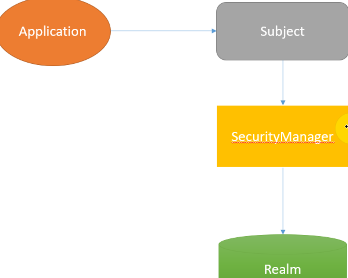 Application
Subject
SecurityManager
Realm